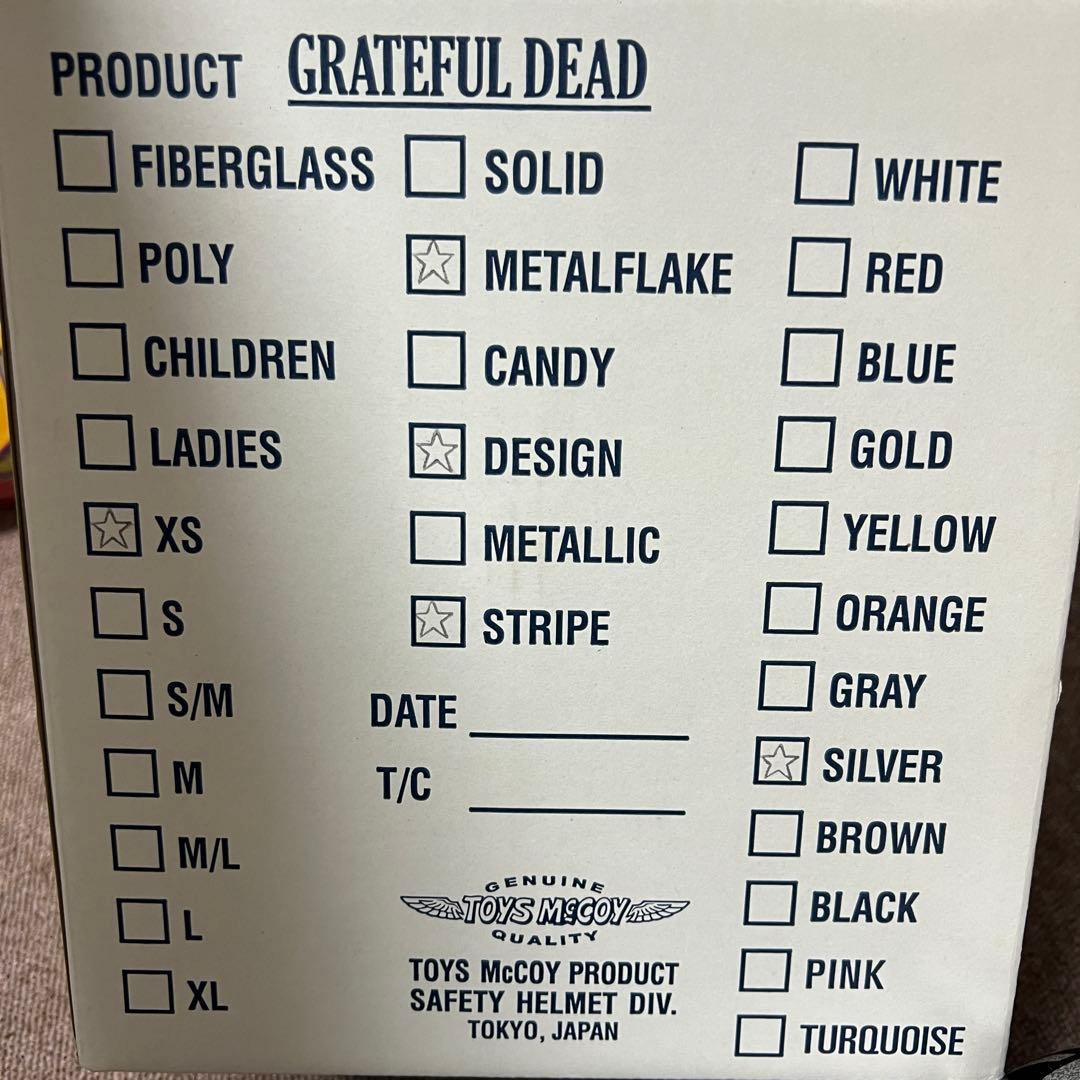 PRODUCT GRATEFUL DEAD
FIBERGLASS
POLY
CHILDREN
LADIES
XS
S
S/M
M
M/L
L
XL
SOLID
METALFLAKE
CANDY
DESIGN
METALLIC
STRIPE
DATE
T/C
GENUINE
TOYS McCOY
QUALITY
TOYS McCOY PRODUCT
SAFETY HELMET DIV.
TOKYO, JAPAN
WHITE
RED
BLUE
GOLD
YELLOW
ORANGE
GRAY
SILVER
BROWN
BLACK
PINK
TURQUOISE